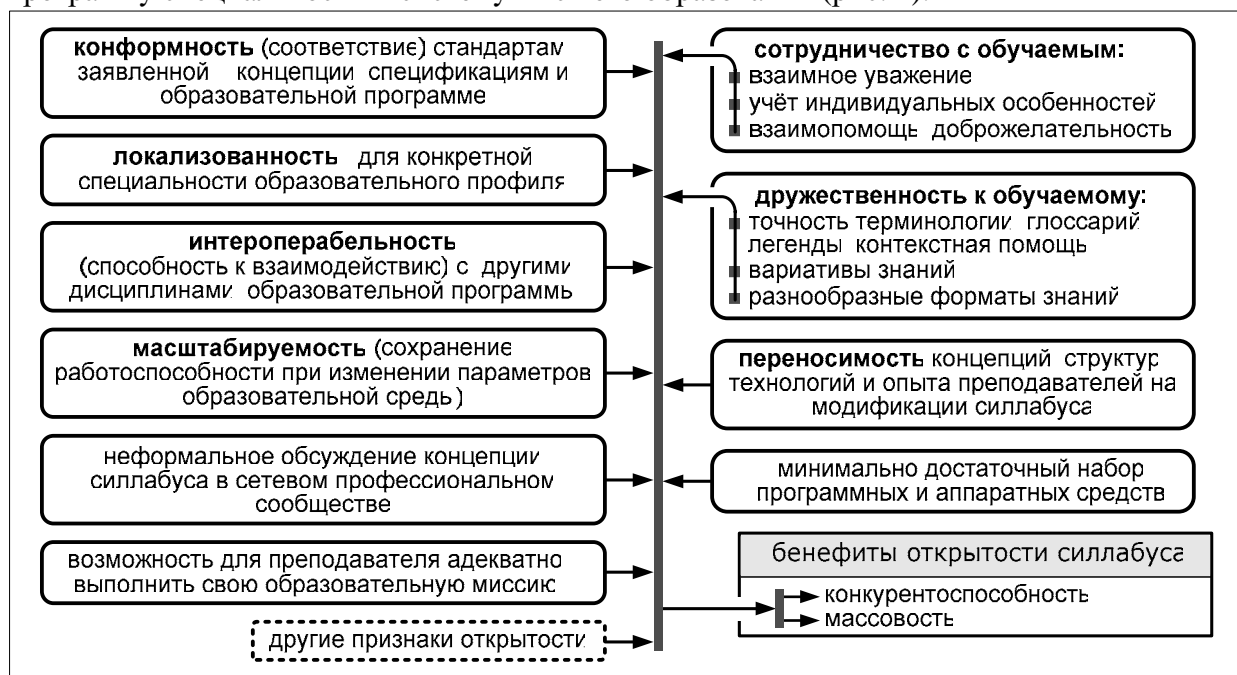 конформность (соответствие) стандартам
заявленной концепции спецификациям и
образовательной программе
локализованность для конкретной
специальности образовательного профиля
интероперабельность
(способность к взаимодействию) с другими
дисциплинами образовательной программы
масштабируемость (сохранение
работоспособности при изменении параметров
образовательной среды)
неформальное обсуждение концепции
силлабуса в сетевом профессиональном
сообществе
возможность для преподавателя адекватно
выполнить свою образовательную миссию
другие признаки открытости
сотрудничество с обучаемым:
взаимное уважение
учёт индивидуальных особенностей
взаимопомощь доброжелательность
дружественность к обучаемому:
точность терминологии глоссарий
легенды контекстная помощь
вариативы знаний
разнообразные форматы знаний
переносимость концепций структур
технологий и опыта преподавателей на
модификации силлабуса
минимально достаточный набор
программных и аппаратных средств
бенефиты открытости силлабуса
конкурентоспособность
массовость